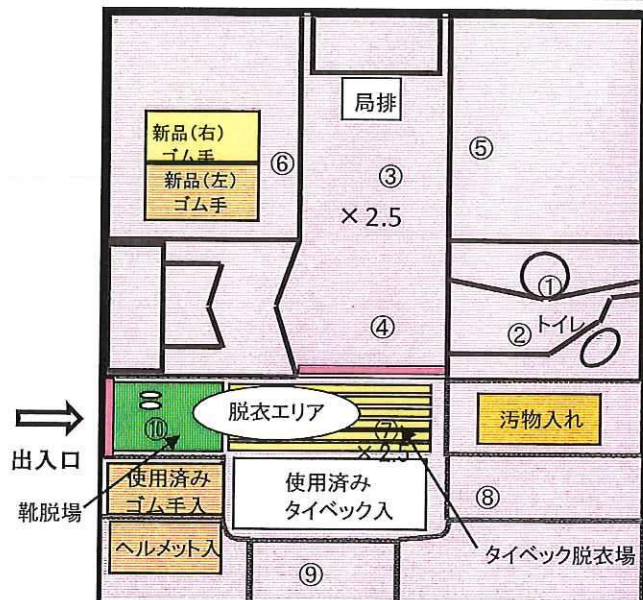 局排
新品(右)
ゴム手
新品(左)
ゴム手
⑥
③
× 2.5
⑤
①
②
トイレ
④
出入口
⑩
脱衣エリア
⑦
× 2.5
汚物入れ
靴脱場
使用済み
ゴム手入
使用済み
タイベック入
⑧
ヘルメット入
⑨
タイベック脱衣場